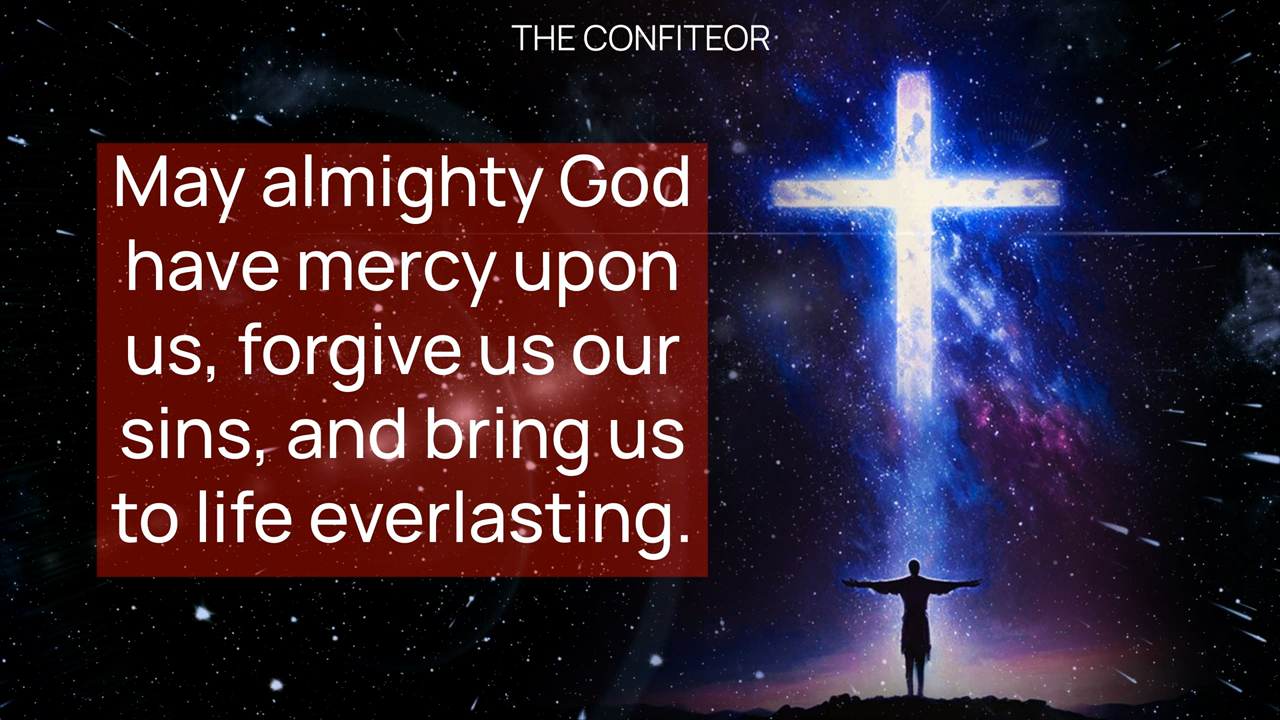 THE CONFITEOR
May almighty God
have mercy upon
us, forgive us our
sins, and bring us
to life everlasting.